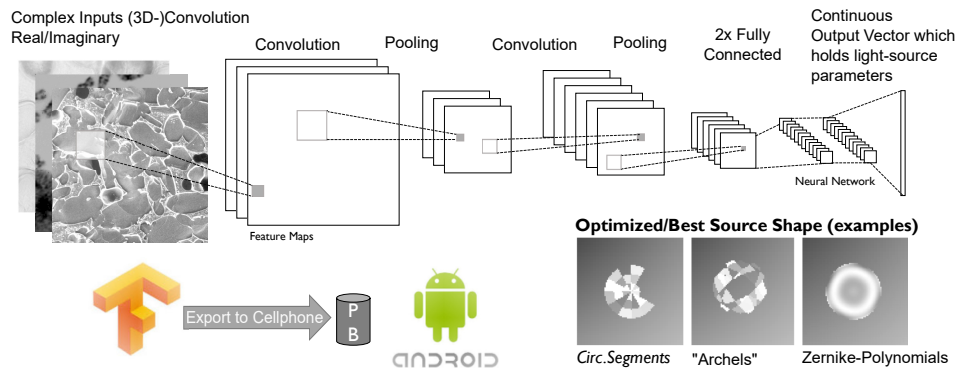 Complex Inputs (3D-)Convolution
Real/Imaginary
Convolution
Pooling
Convolution
Pooling
2x Fully
Connected
Continuous
Output Vector which
holds light-source
parameters
Feature Maps
Neural Network
Optimized/Best Source Shape (examples)
Circ.Segments
"Archels"
Zernike-Polynomials
Export to Cellphone
P
B
ANDROID